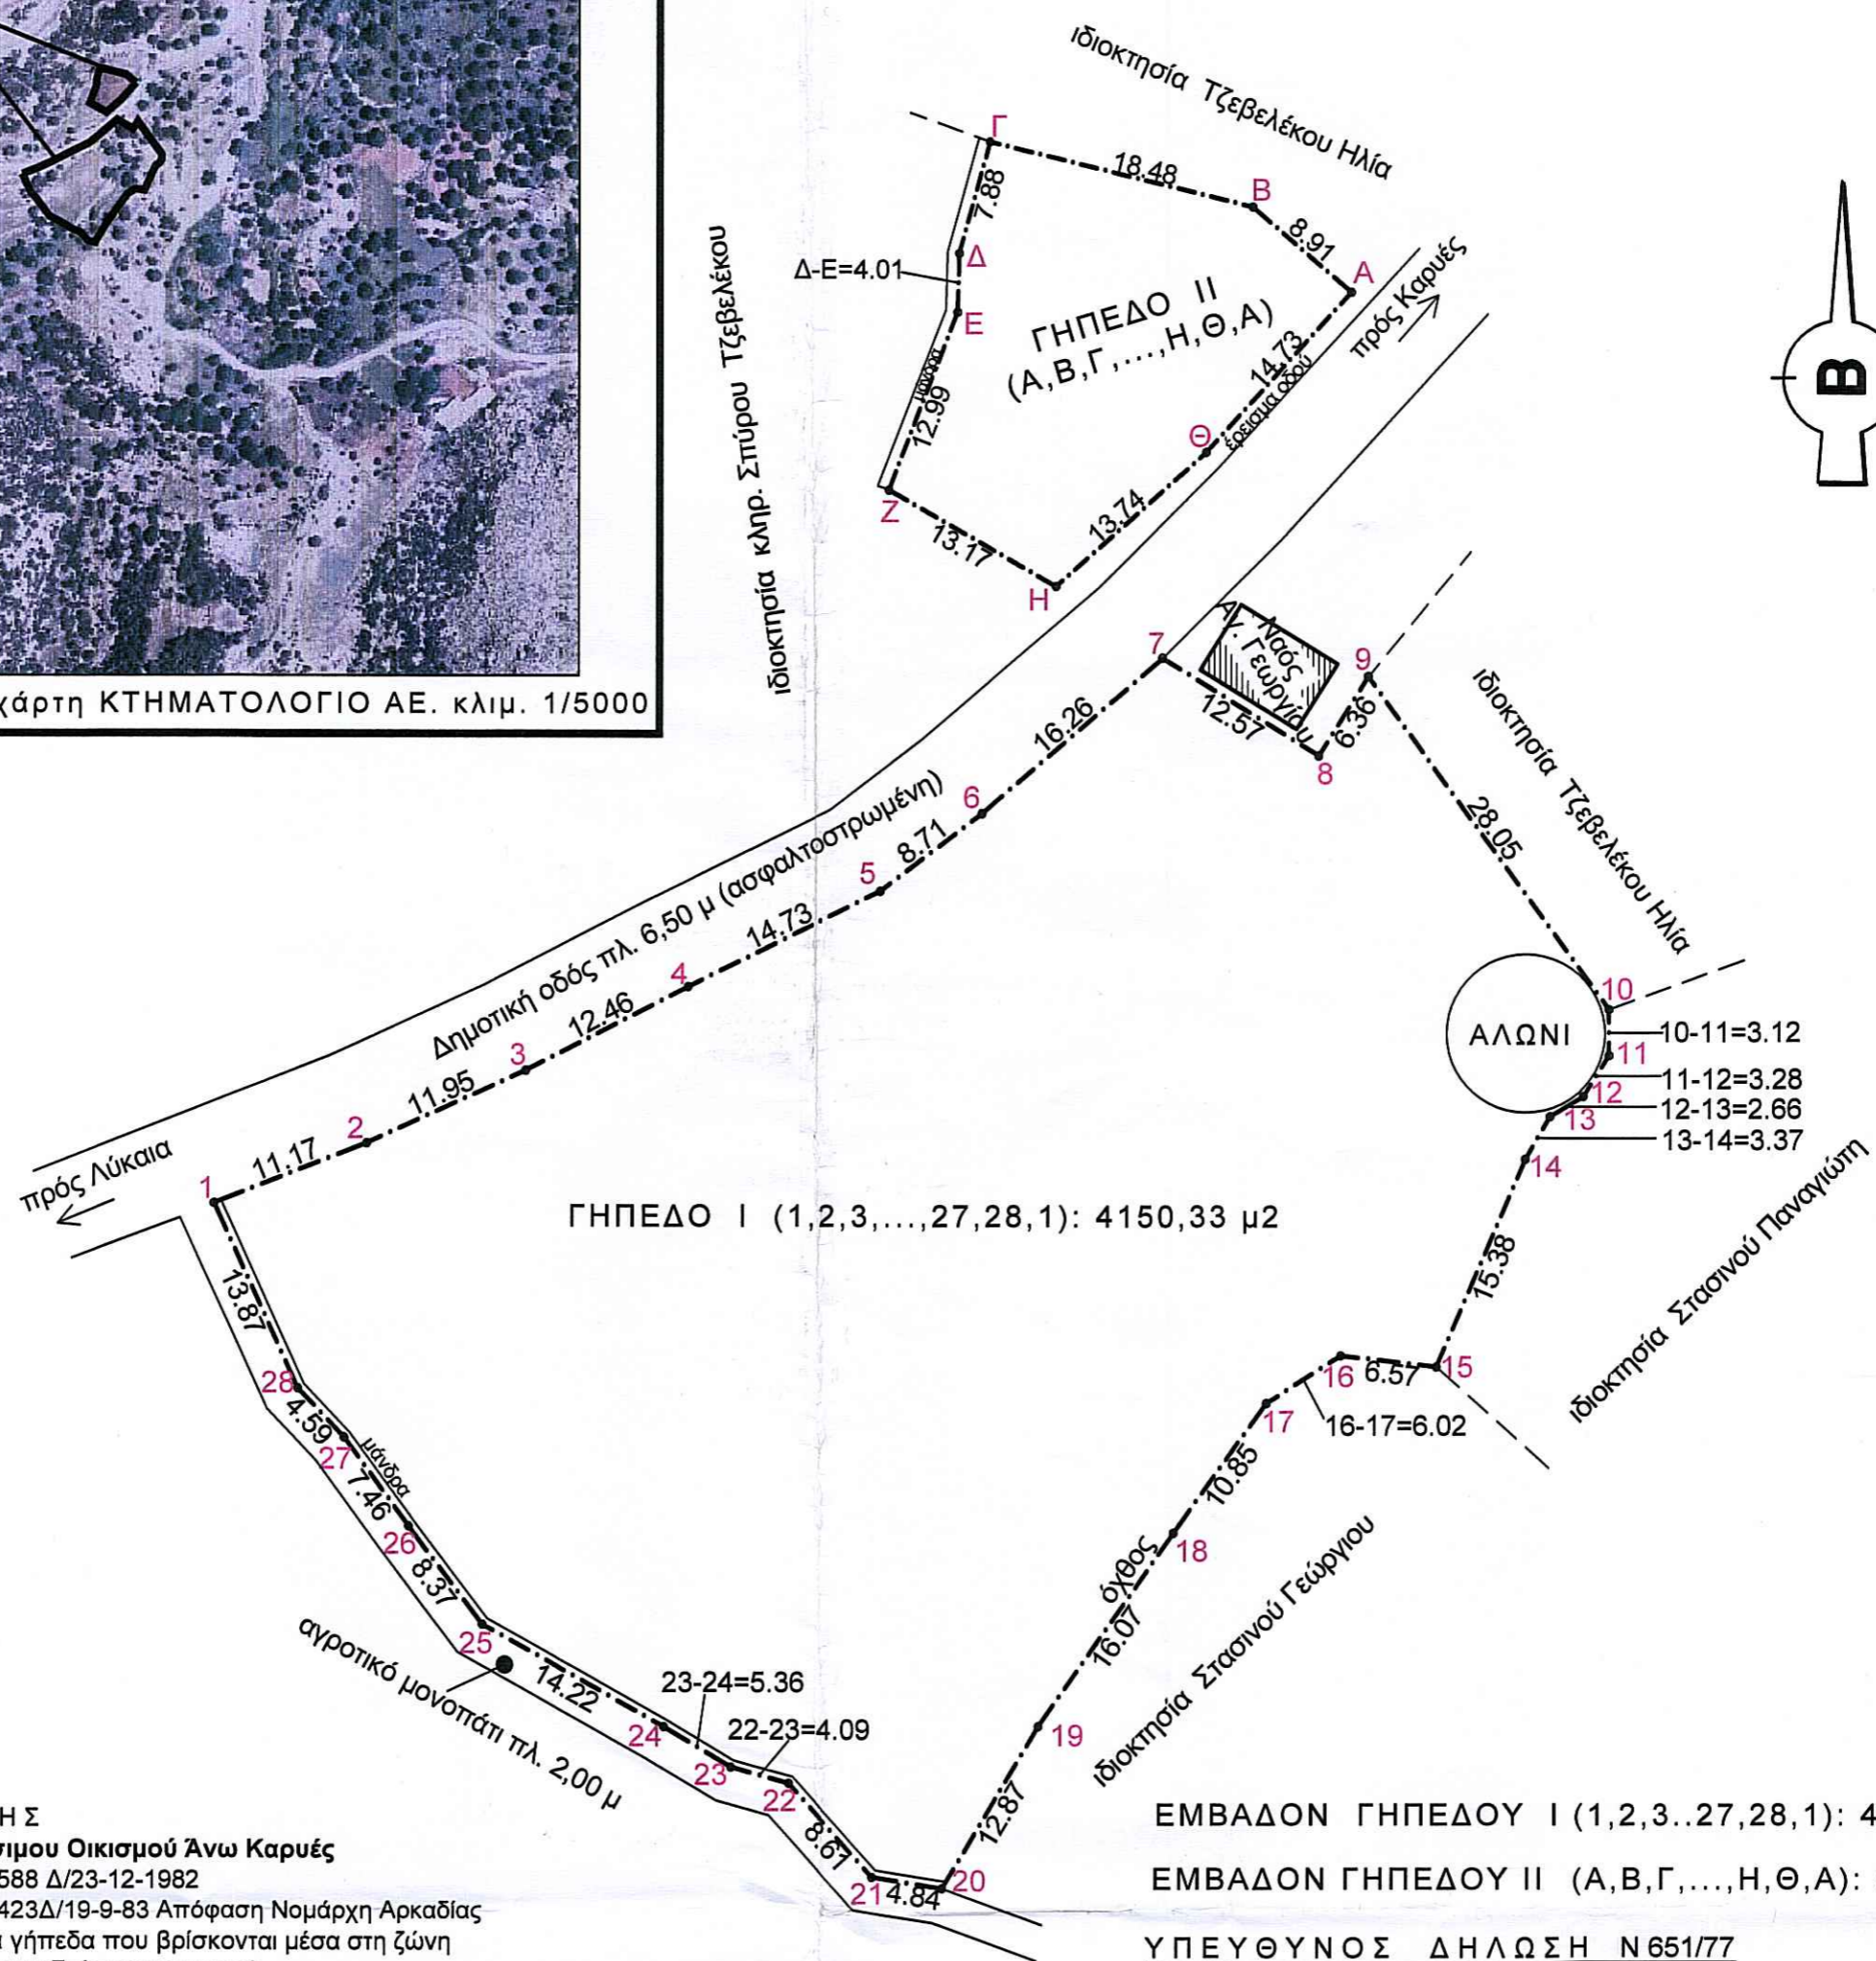 χάρτη ΚΤΗΜΑΤΟΛΟΓΙΟ ΑΕ. κλιμ. 1/5000
ιδιοκτησία Τζεβελέκου Ηλία
Γ
18.48
Β
8.91
Α
7.88
Δ
Δ-Ε=4.01
Ε
ΓΗΠΕΔΟ ΙΙ
(Α,Β,Γ,...,Η,Θ,Α)
14.73
έρεισμα οδού
πρός Καρυές
Β
μάνδρα
12.99
Θ
Ζ
13.17
13.74
Η
ιδιοκτησία κληρ. Σπύρου Τζεβελέκου
7
Ναός
Αγ. Γεωργίου
9
12.57
6.36
8
16.26
ιδιοκτησία Τζεβελέκου Ηλία
28.05
6
8.71
5
Δημοτική οδός πλ. 6,50 μ (ασφαλτοστρωμένη)
14.73
4
12.46
3
11.95
2
11.17
1
πρός Λύκαια
10
ΑΛΩΝΙ
10-11=3.12
11
11-12=3.28
12
12-13=2.66
13
13-14=3.37
14
ΓΗΠΕΔΟ Ι (1,2,3,...,27,28,1): 4150,33 μ2
15.38
ιδιοκτησία Στασινού Παναγιώτη
13.87
28
4.59
27
μάνδρα
7.46
26
8.37
25
16
6.57
15
17
16-17=6.02
10.85
18
όχθος
16.07
ιδιοκτησία Στασινού Γεώργιου
19
12.87
αγροτικό μονοπάτι πλ. 2,00 μ
14.22
23-24=5.36
24
22-23=4.09
23
22
8.67
21
4.84
20
Η Σ
σιμου Οικισμού Άνω Καρυές
588 Δ/23-12-1982
423Δ/19-9-83 Απόφαση Νομάρχη Αρκαδίας
α γήπεδα που βρίσκονται μέσα στη ζώνη
ΕΜΒΑΔΟΝ ΓΗΠΕΔΟΥ Ι (1,2,3..27,28,1): 4
ΕΜΒΑΔΟΝ ΓΗΠΕΔΟΥ ΙΙ (Α,Β,Γ,...,Η,Θ,Α):
ΥΠΕΥΘΥΝΟΣ ΔΗΛΩΣΗ Ν 651/77